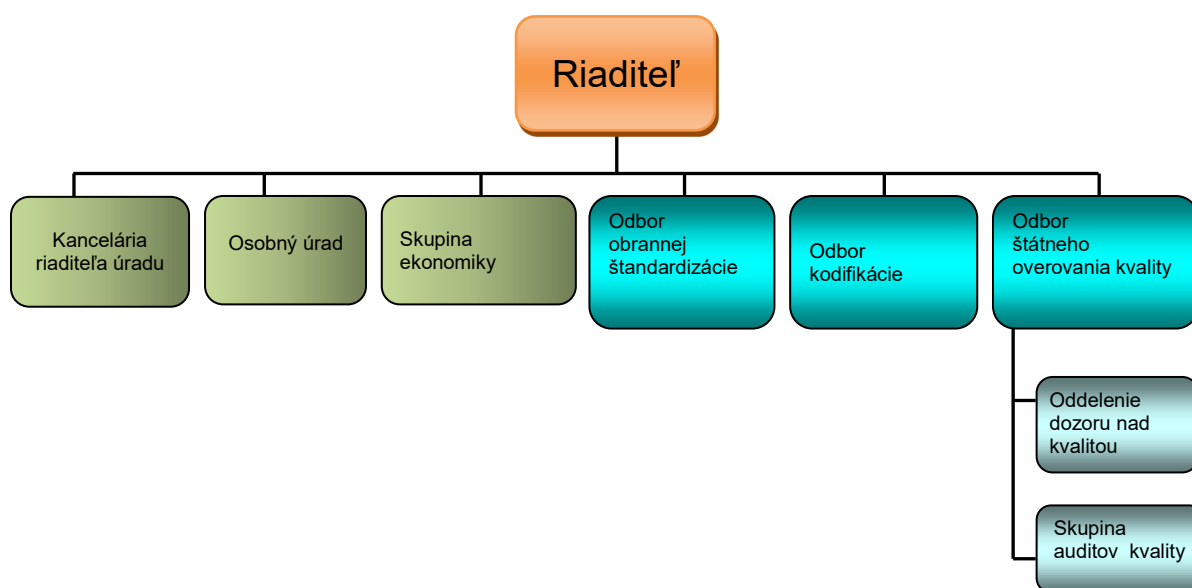 Riaditeľ
Kancelária
riaditeľa úradu
Osobný úrad
Skupina
ekonomiky
Odbor
obrannej
štandardizácie
Odbor
kodifikácie
Odbor
štátneho
overovania kvality
Oddelenie
dozoru nad
kvalitou
Skupina
auditov kvality